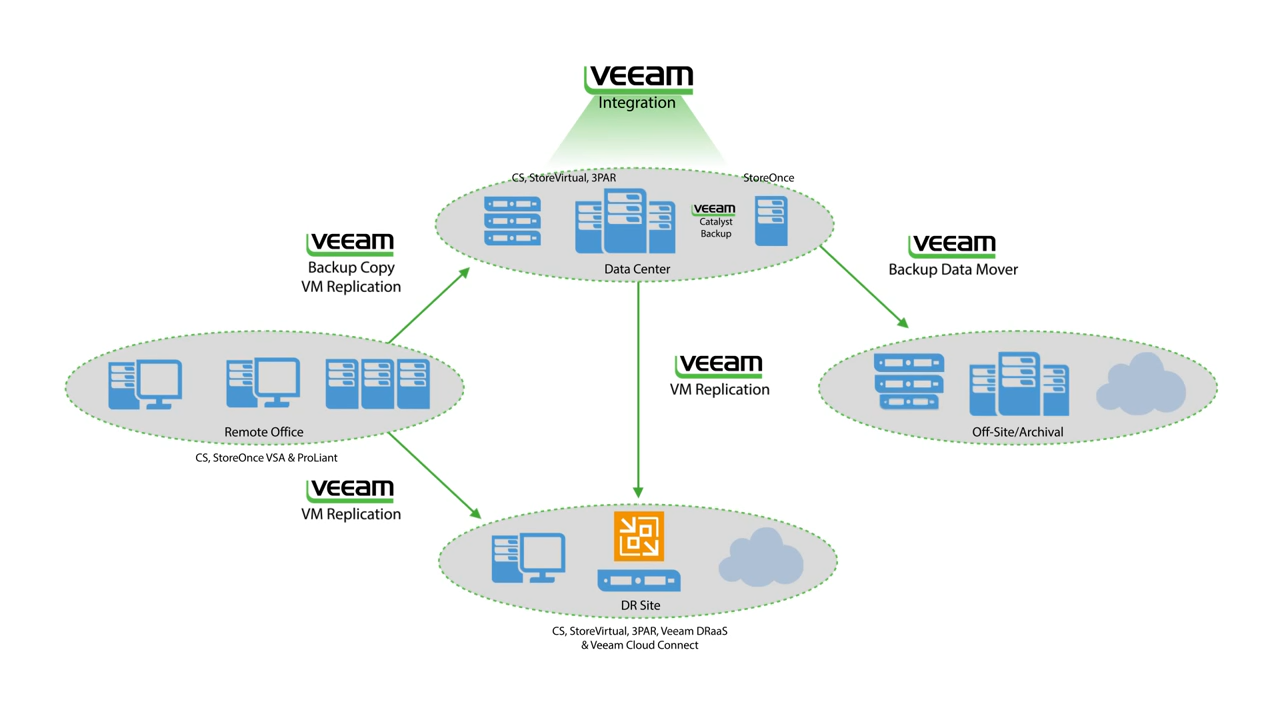 veeam
Integration
CS, StoreVirtual, 3PAR
StoreOnce
veeam
Catalyst
Backup
Data Center
veeam
Backup Copy
VM Replication
veeam
Backup Data Mover
veeam
VM Replication
Remote Office
CS, StoreOnce VSA & ProLiant
Off-Site/Archival
veeam
VM Replication
DR Site
CS, StoreVirtual, 3PAR, Veeam DRaaS
& Veeam Cloud Connect